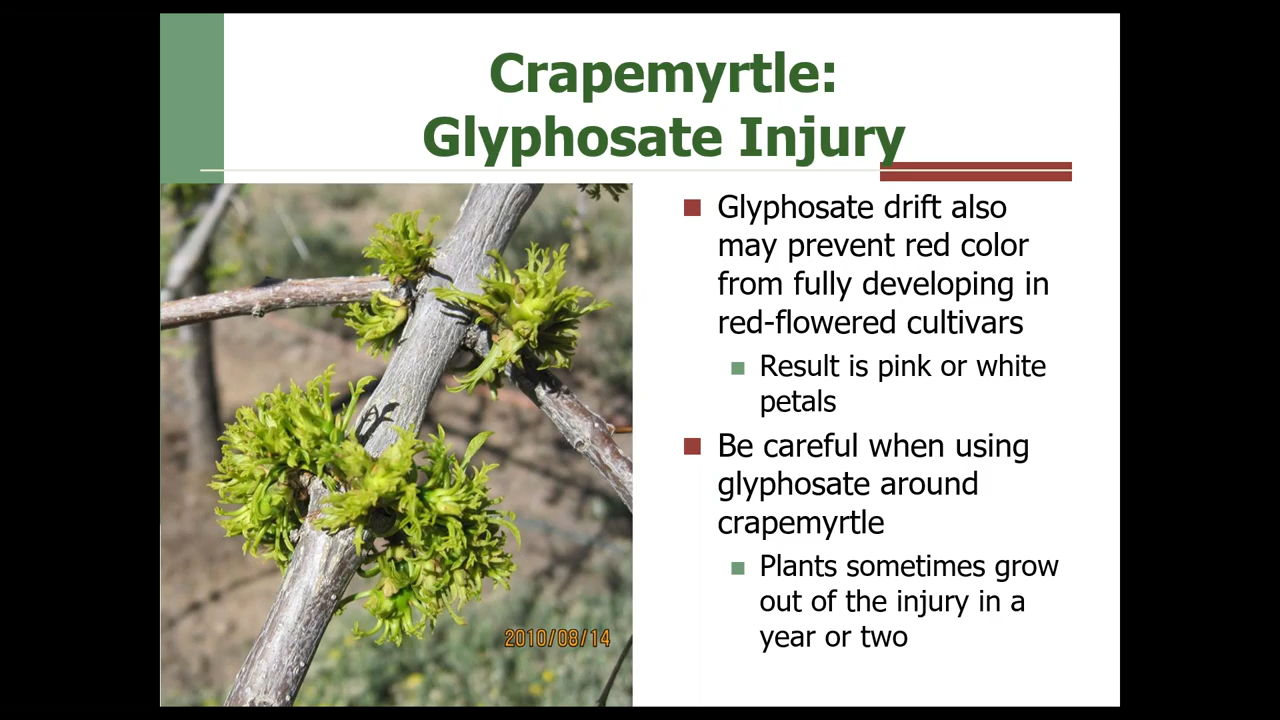 Crapemyrtle:
Glyphosate Injury
Glyphosate drift also
may prevent red color
from fully developing in
red-flowered cultivars
Result is pink or white
petals
Be careful when using
glyphosate around
crapemyrtle
Plants sometimes grow
out of the injury in a
year or two
2010/08/14